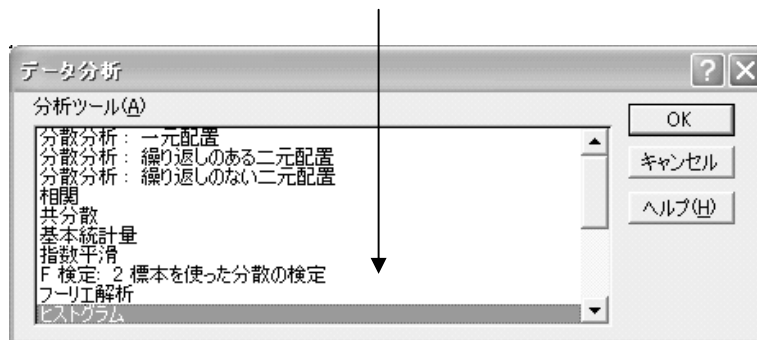 データ分析
分析ツール(A)
分散分析： 一元配置
分散分析： 繰り返しのある二元配置
分散分析： 繰り返しのない二元配置
相関
共分散
基本統計量
指数平滑
F 検定: 2 標本を使った分散の検定
フーリエ解析
ヒストグラム
OK
キャンセル
ヘルプ(H)